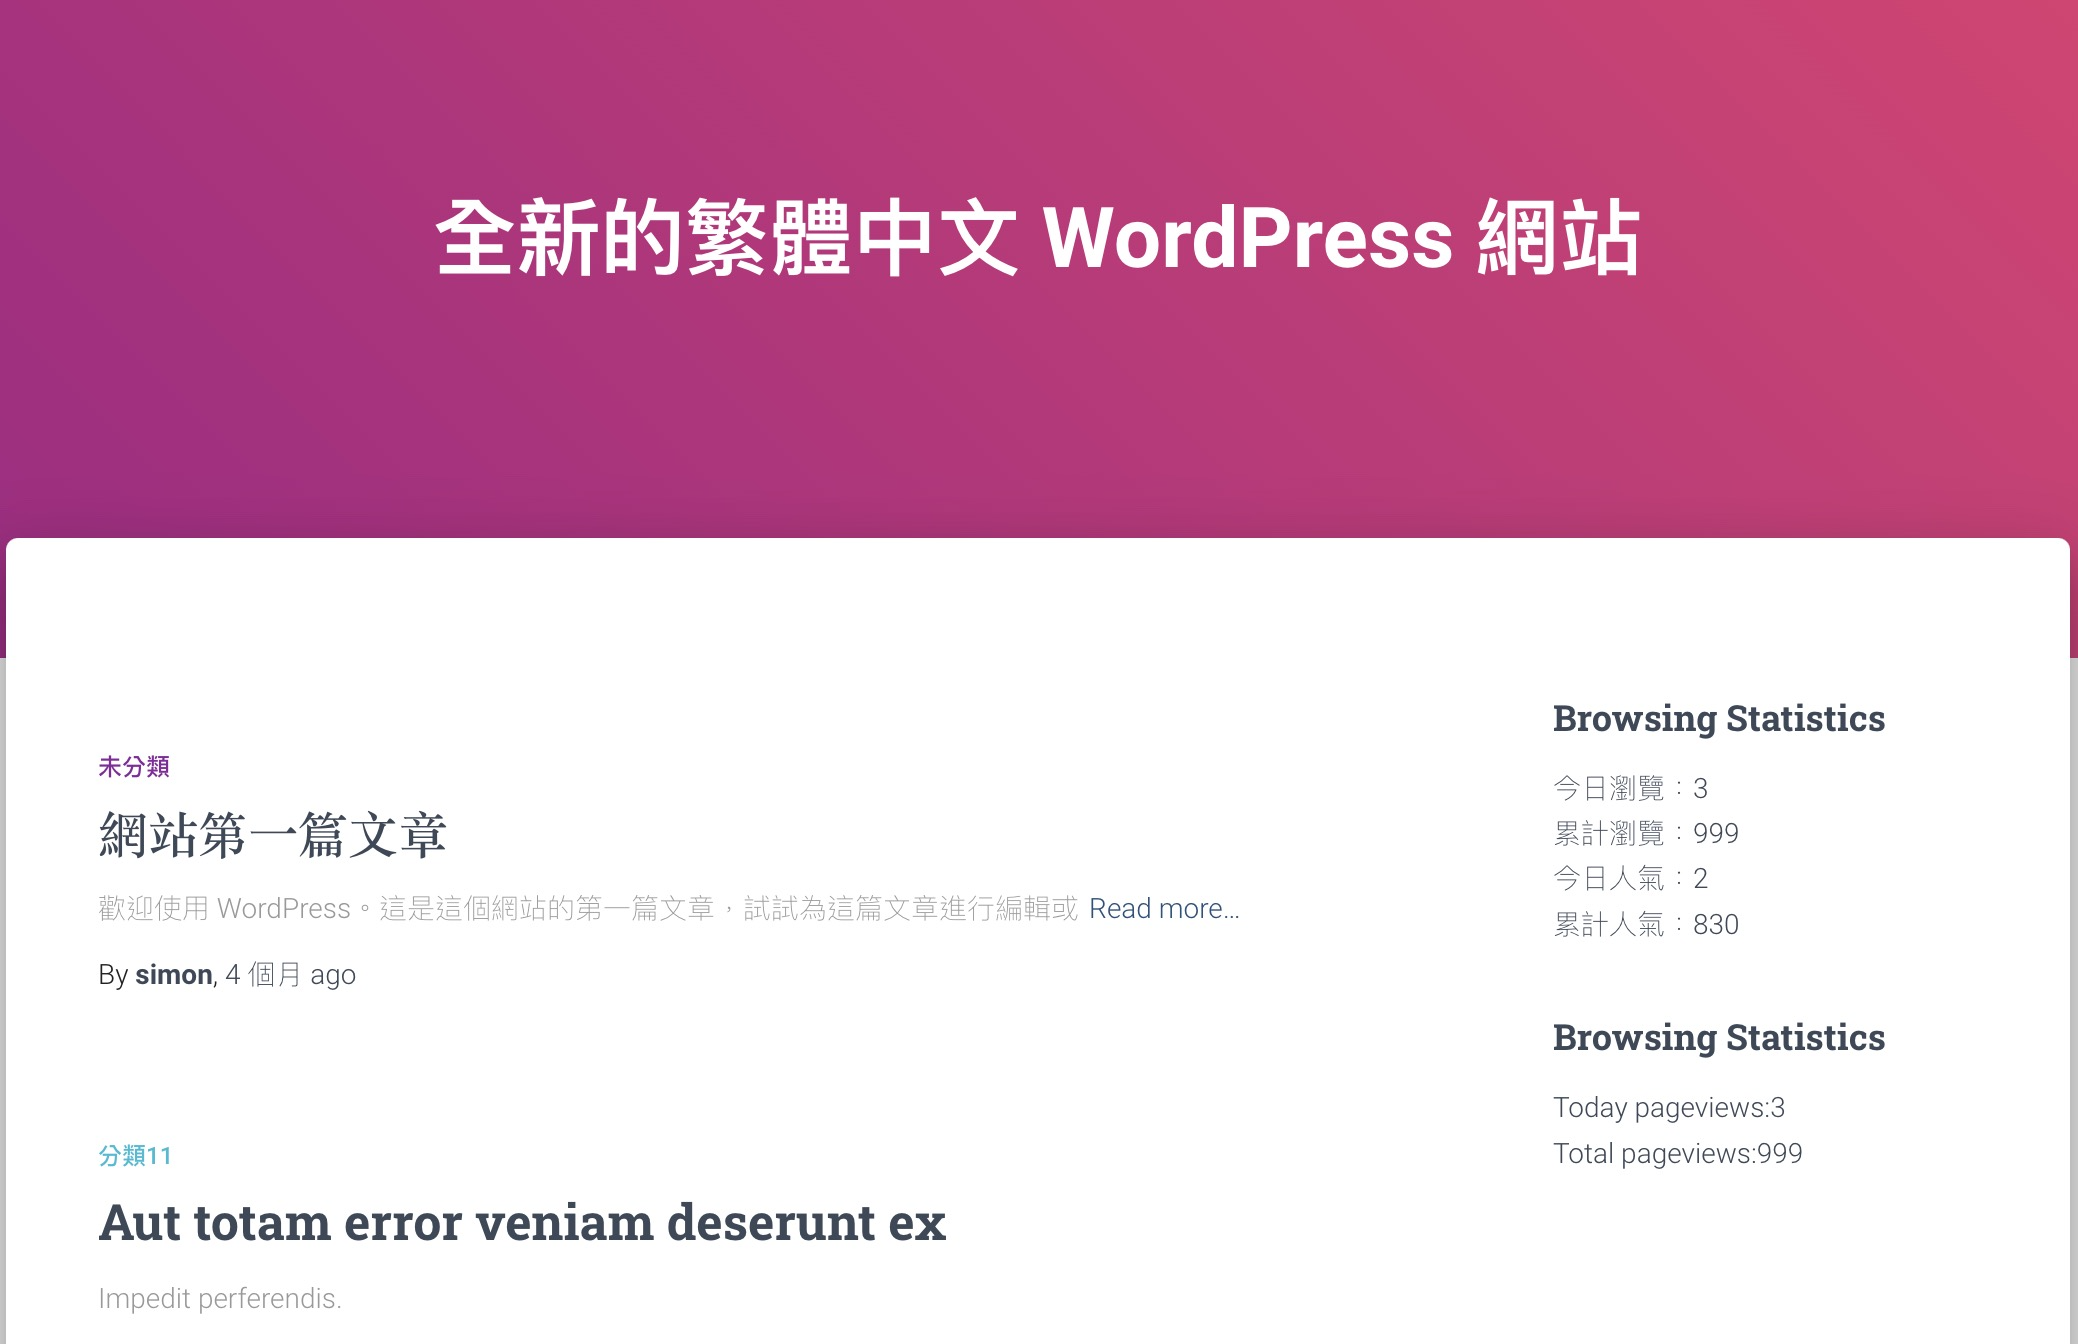 全新的繁體中文 WordPress 網站
未分類
網站第一篇文章
歡迎使用 WordPress。這是這個網站的第一篇文章，試試為這篇文章進行編輯或 Read more…
By simon, 4 個月 ago
分類11
Aut totam error veniam deserunt ex
Impedit perferendis.
Browsing Statistics
今日瀏覽：3
累計瀏覽：999
今日人氣：2
累計人氣：830
Browsing Statistics
Today pageviews:3
Total pageviews:999